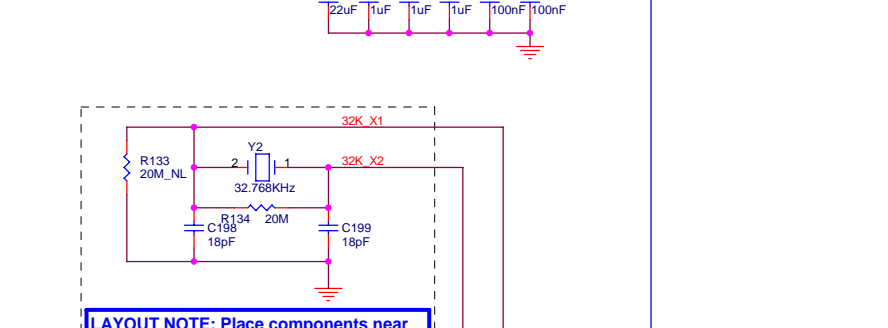 22uF 1uF 1uF 1uF 100nF 100nF
32K_X1
Y2
R133
2 1
32K_X2
20M_NL
32.768KHz
R134 20M
C198
C199
18pF
18pF
LAYOUT NOTE: Place components near